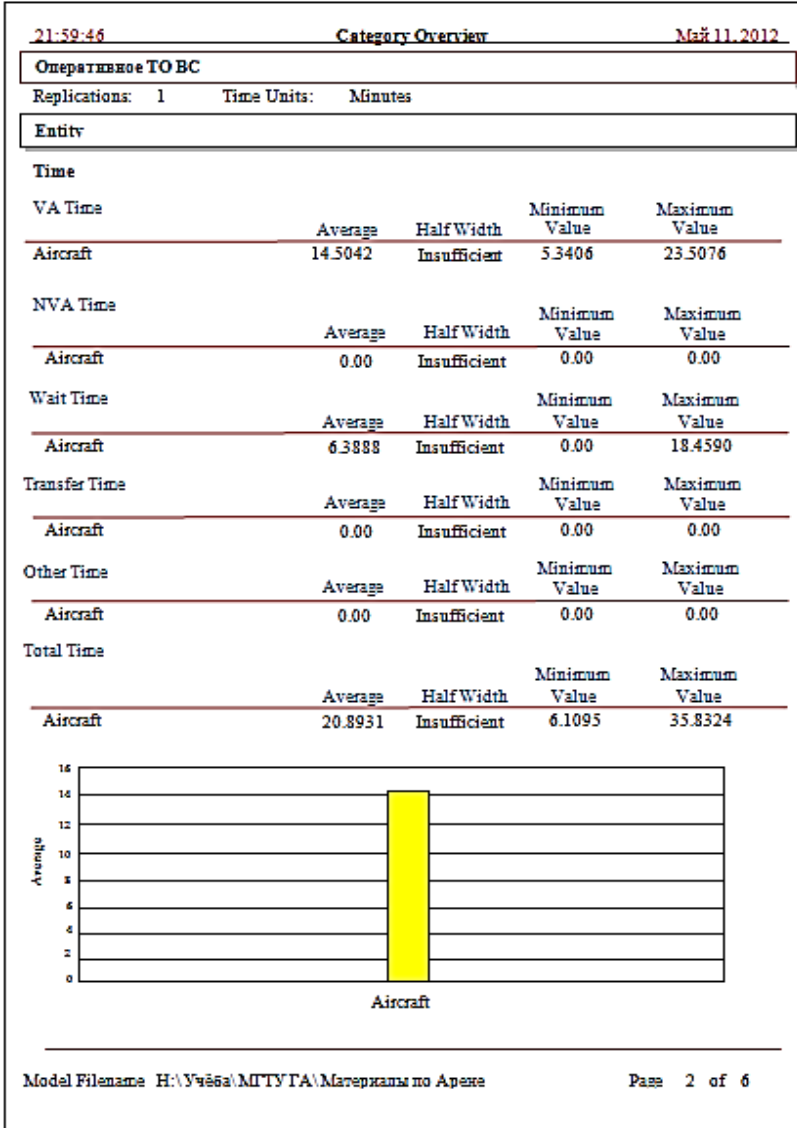 21:59:46 Category Overview Май 11, 2012
Оперативное ТО ВС
Replications: 1 Time Units: Minutes
Entity
Time
VA Time
Average Half Width Minimum Value Maximum Value
Aircraft 14.5042 Insufficient 5.3406 23.5076
NVA Time
Average Half Width Minimum Value Maximum Value
Aircraft 0.00 Insufficient 0.00 0.00
Wait Time
Average Half Width Minimum Value Maximum Value
Aircraft 6.3888 Insufficient 0.00 18.4590
Transfer Time
Average Half Width Minimum Value Maximum Value
Aircraft 0.00 Insufficient 0.00 0.00
Other Time
Average Half Width Minimum Value Maximum Value
Aircraft 0.00 Insufficient 0.00 0.00
Total Time
Average Half Width Minimum Value Maximum Value
Aircraft 20.8931 Insufficient 6.1095 35.8324
Average
16
14
12
10
8
6
4
2
0
Aircraft
Model Filename H:\Учёба\МГТУ ГА\Материалы по Арене Page 2 of 6